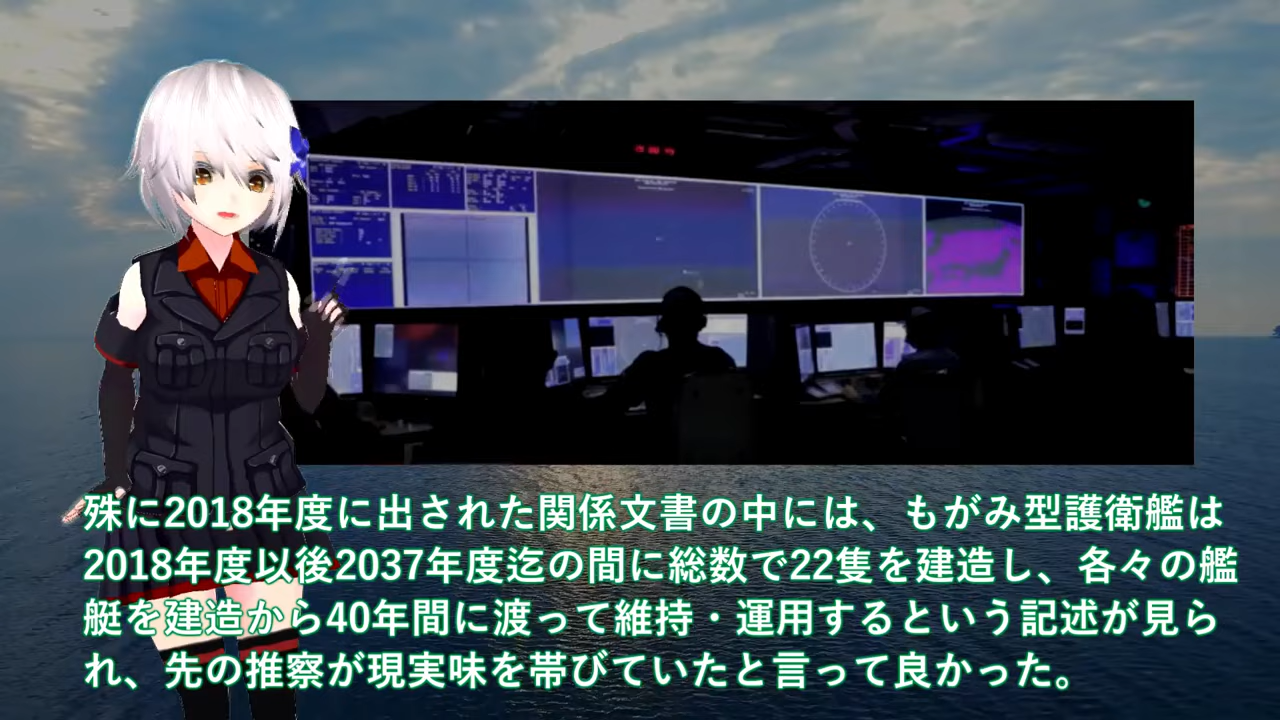 殊に2018年度に出された関係文書の中には、もがみ型護衛艦は
2018年度以後2037年度迄の間に総数で22隻を建造し、各々の艦
艇を建造から40年間に渡って維持・運用するという記述が見ら
れ、先の推察が現実味を帯びていたと言って良かった。